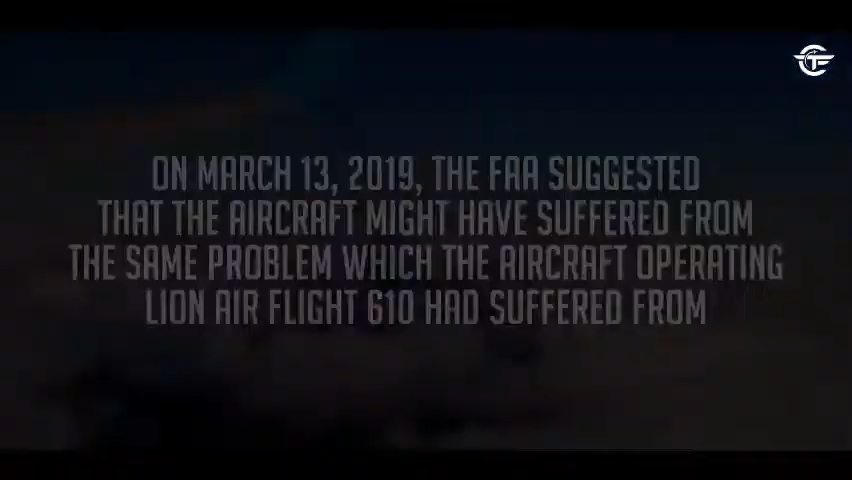 ON MARCH 13, 2019, THE FAA SUGGESTED
THAT THE AIRCRAFT MIGHT HAVE SUFFERED FROM
THE SAME PROBLEM WHICH THE AIRCRAFT OPERATING
LION AIR FLIGHT 610 HAD SUFFERED FROM